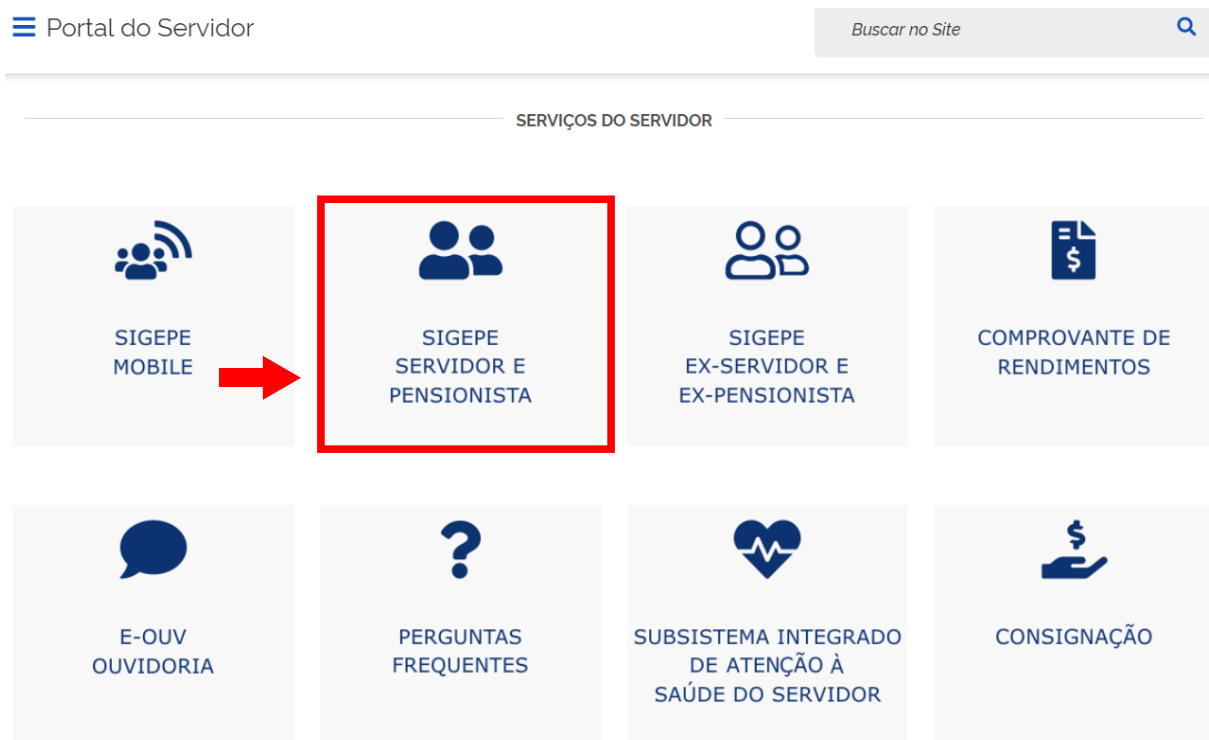 Portal do Servidor
Buscar no Site
SERVIÇOS DO SERVIDOR
SIGEPE
MOBILE
SIGEPE
SERVIDOR E
PENSIONISTA
SIGEPE
EX-SERVIDOR E
EX-PENSIONISTA
COMPROVANTE DE
RENDIMENTOS
E-OUV
OUVIDORIA
PERGUNTAS
FREQUENTES
SUBSISTEMA INTEGRADO
DE ATENÇÃO À
SAÚDE DO SERVIDOR
CONSIGNAÇÃO